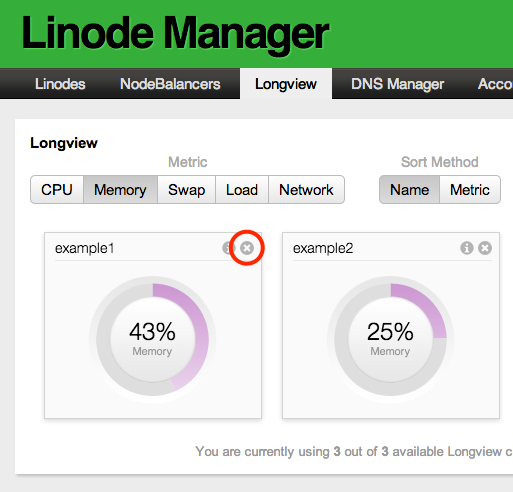 Linode Manager
Linodes NodeBalancers Longview DNS Manager Acco
Longview
Metric Sort Method
CPU Memory Swap Load Network Name Metric
example1 example2
43% 25%
Memory Memory
You are currently using 3 out of 3 available Longview c